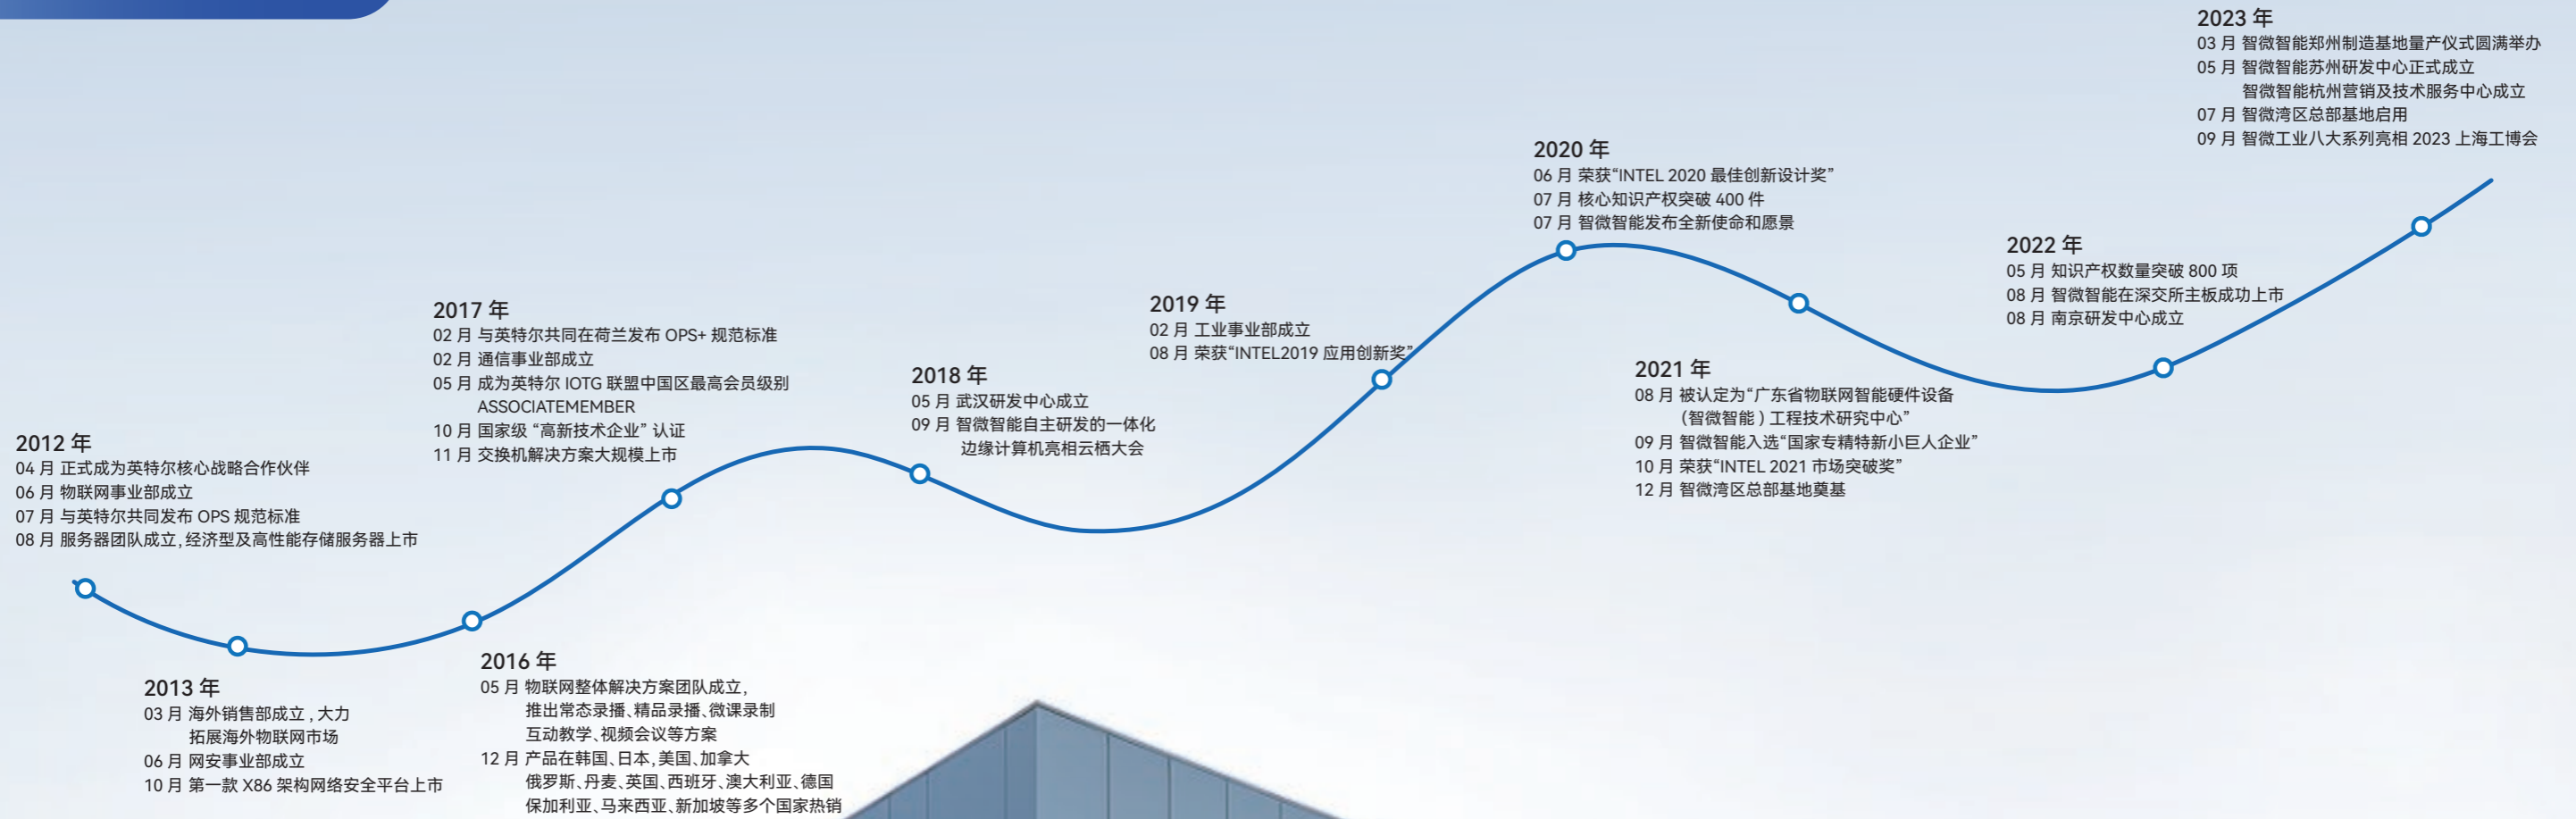 2012 年
04 月 正式成为英特尔核心战略合作伙伴
06 月 物联网事业部成立
07 月 与英特尔共同发布 OPS 规范标准
08 月 服务器团队成立,经济型及高性能存储服务器上市
2013 年
03 月 海外销售部成立 , 大力
拓展海外物联网市场
06 月 网安事业部成立
10 月 第一款 X86 架构网络安全平台上市
2016 年
05 月 物联网整体解决方案团队成立,
推出常态录播、精品录播、微课录制
互动教学、视频会议等方案
12 月 产品在韩国、日本,美国、加拿大
俄罗斯、丹麦、英国、西班牙、澳大利亚、德国
保加利亚、马来西亚、新加坡等多个国家热销
2017 年
02 月 与英特尔共同在荷兰发布 OPS+ 规范标准
02 月 通信事业部成立
05 月 成为英特尔 IOTG 联盟中国区最高会员级别
ASSOCIATEMEMBER
10 月 国家级 “高新技术企业” 认证
11 月 交换机解决方案大规模上市
2018 年
05 月 武汉研发中心成立
09 月 智微智能自主研发的一体化
边缘计算机亮相云栖大会
2019 年
02 月 工业事业部成立
08 月 荣获“INTEL2019 应用创新奖”
2020 年
06 月 荣获“INTEL 2020 最佳创新设计奖”
07 月 核心知识产权突破 400 件
07 月 智微智能发布全新使命和愿景
2021 年
08 月 被认定为“广东省物联网智能硬件设备
(智微智能 ) 工程技术研究中心”
09 月 智微智能入选“国家专精特新小巨人企业”
10 月 荣获“INTEL 2021 市场突破奖”
12 月 智微湾区总部基地奠基
2022 年
05 月 知识产权数量突破 800 项
08 月 智微智能在深交所主板成功上市
08 月 南京研发中心成立
2023 年
03 月 智微智能郑州制造基地量产仪式圆满举办
05 月 智微智能苏州研发中心正式成立
智微智能杭州营销及技术服务中心成立
07 月 智微湾区总部基地启用
09 月 智微工业八大系列亮相 2023 上海工博会